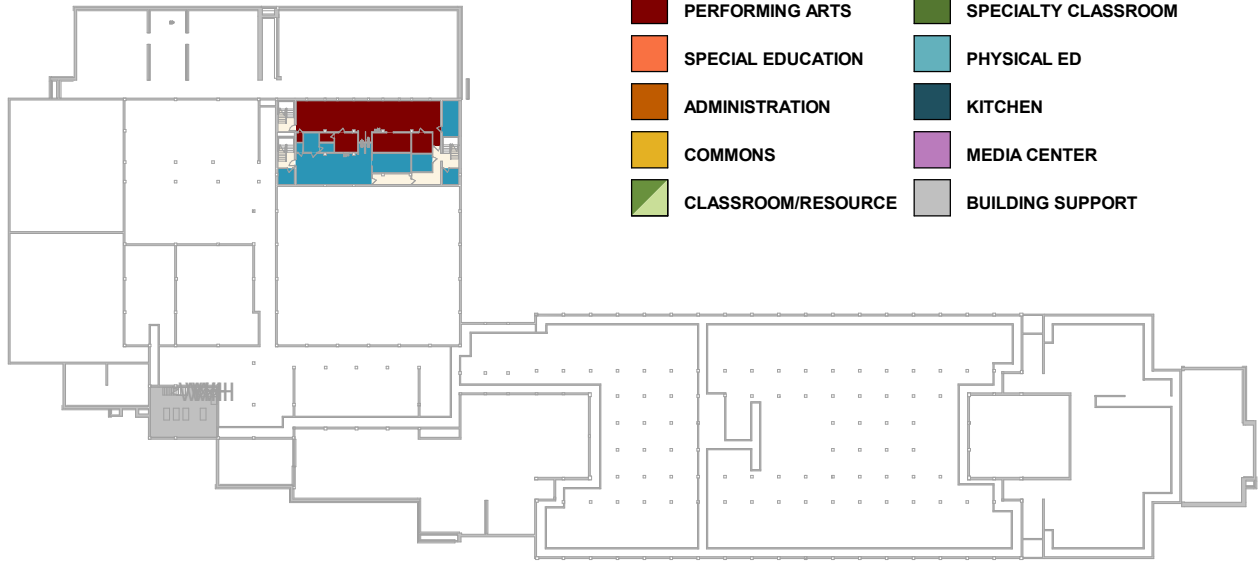 PERFORMING ARTS
SPECIALTY CLASSROOM
SPECIAL EDUCATION
PHYSICAL ED
ADMINISTRATION
KITCHEN
COMMONS
MEDIA CENTER
CLASSROOM/RESOURCE
BUILDING SUPPORT